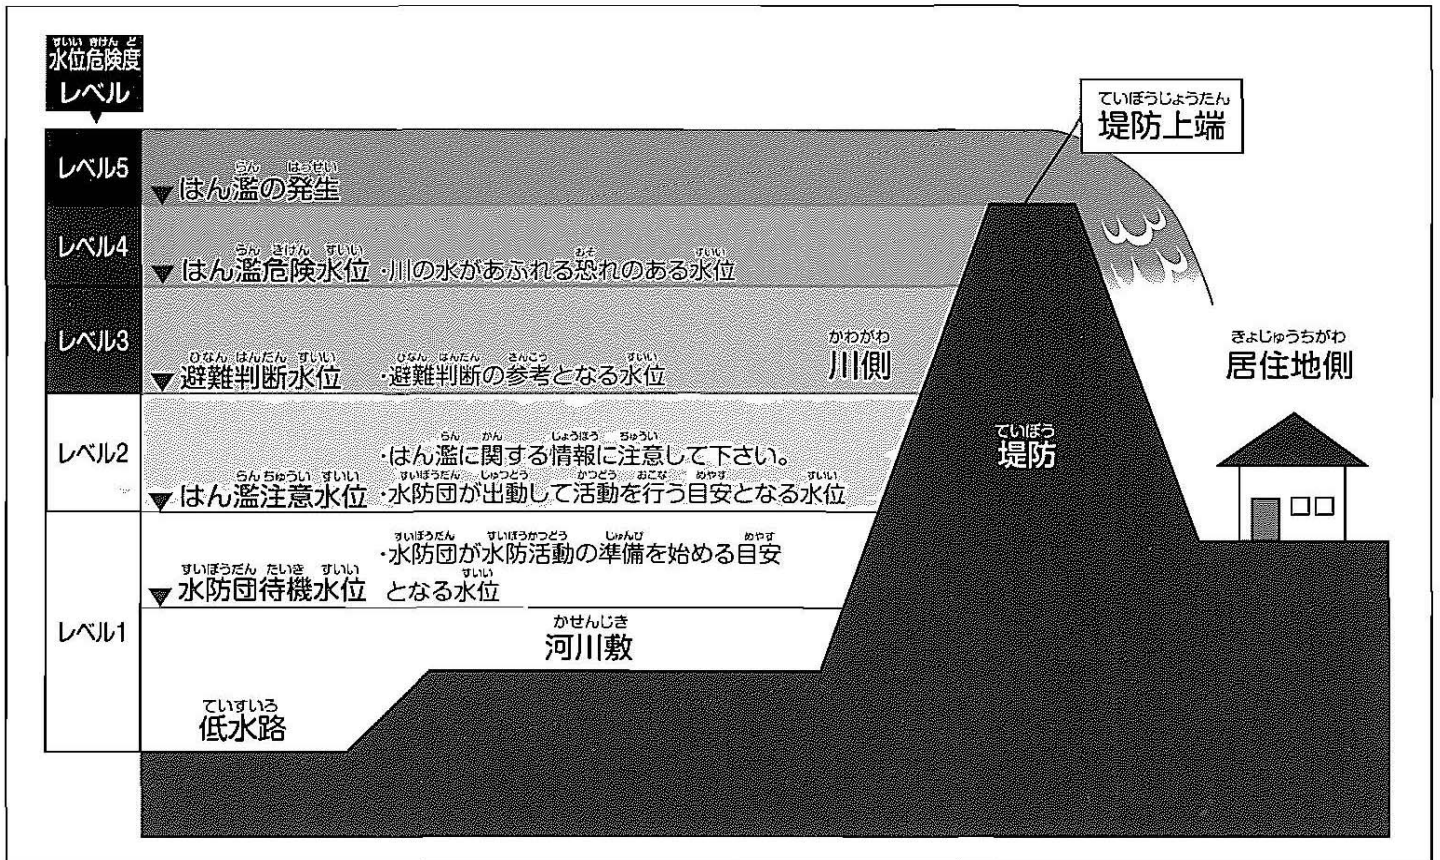 水位危険度
レベル
堤防上端
レベル5
▼はん濫の発生
レベル4
▼はん濫危険水位 ・川の水があふれる恐れのある水位
レベル3
▼避難判断水位 ・避難判断の参考となる水位
川側
居住地側
レベル2
・はん濫に関する情報に注意して下さい。
▼はん濫注意水位 ・水防団が出動して活動を行う目安となる水位
堤防
レベル1
・水防団が水防活動の準備を始める目安
▼水防団待機水位 となる水位
河川敷
低水路